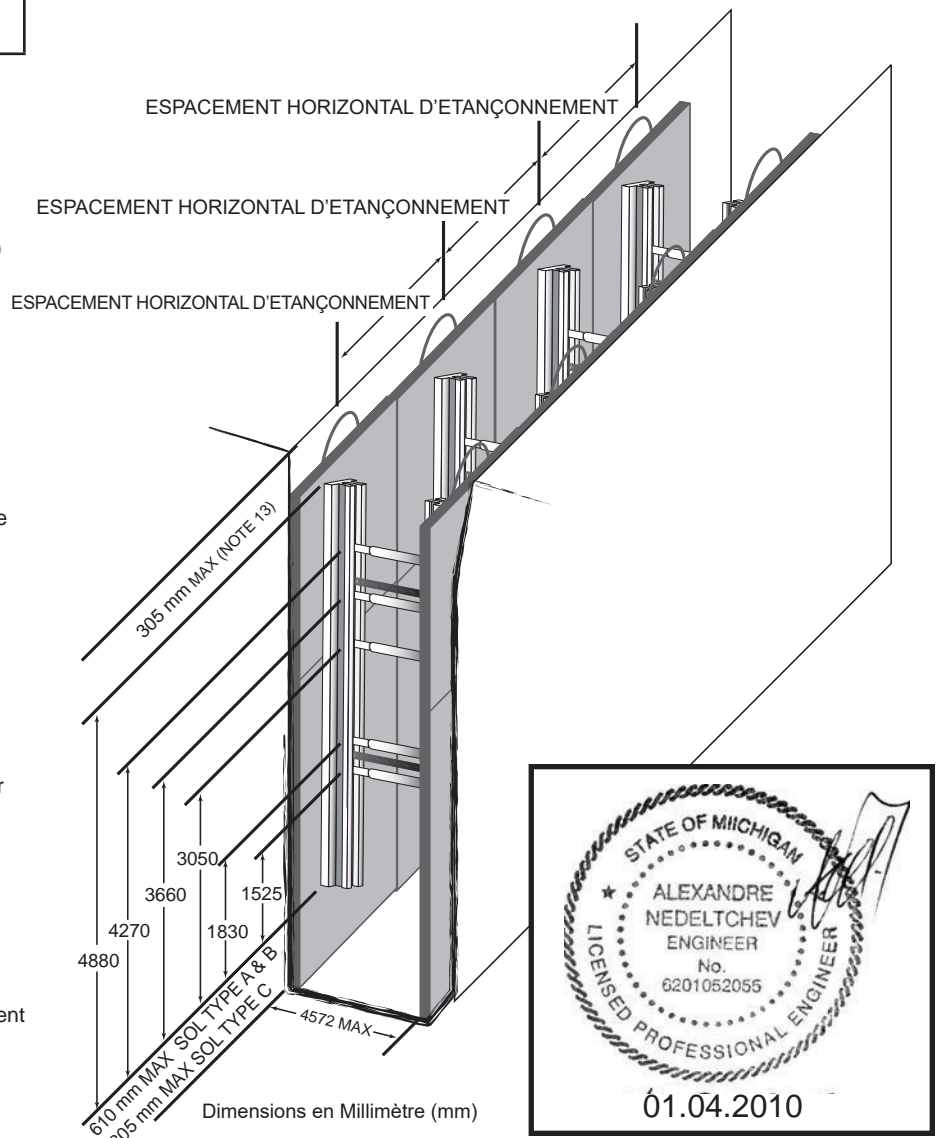 ESPACEMENT HORIZONTAL D'ETANÇONNEMENT
ESPACEMENT HORIZONTAL D'ETANÇONNEMENT
ESPACEMENT HORIZONTAL D'ETANÇONNEMENT
305 mm MAX (NOTE 13)
3050
3660
1525
4270
1830
4880
610 mm MAX SOL TYPE A & B
305 mm MAX SOL TYPE C
4572 MAX
Dimensions en Millimètre (mm)
STATE OF MIICHIGAN
ALEXANDRE
NEDELTCHEV
ENGINEER
No.
6201052055
LICENSED PROFESSIONAL ENGINEER
01.04.2010